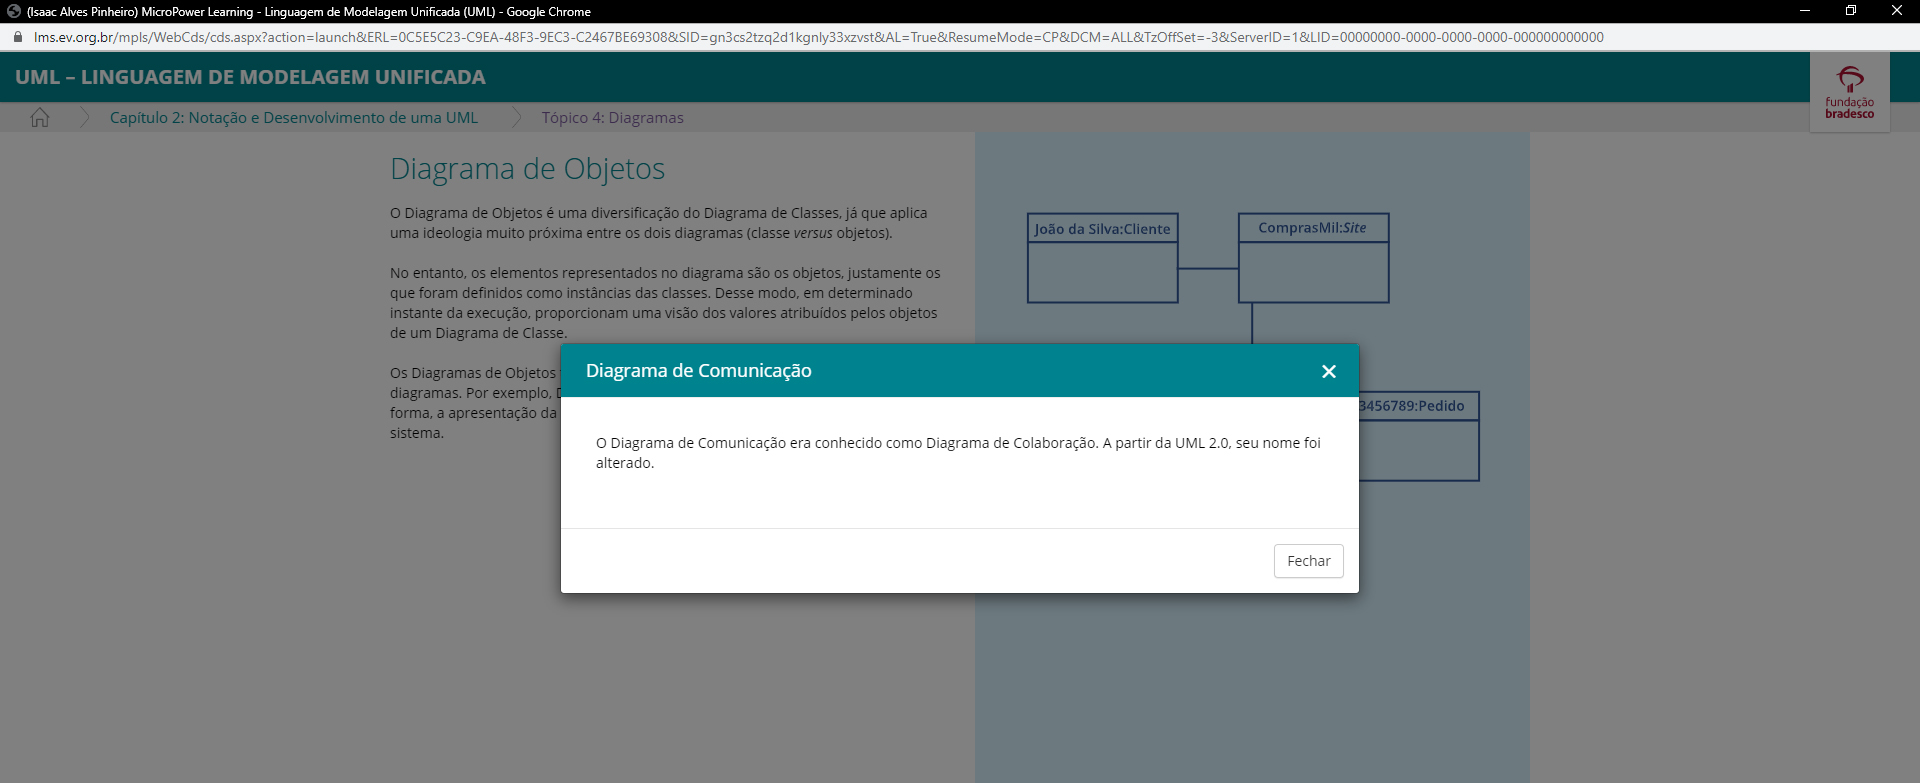 (Isaac Alves Pinheiro) MicroPower Learning - Linguagem de Modelagem Unificada (UML) - Google Chrome
lms.ev.org.br/mpls/WebCds/cds.aspx?action=launch&ERL=0C5E5C23-C9EA-48F3-9EC3-C2467BE69308&SID=gn3cs2tzq2d1kgnly33xzvst&AL=True&ResumeMode=CP&DCM=ALL&TzOffSet=-3&ServerID=1&LID=00000000-0000-0000-0000-000000000000
UML – LINGUAGEM DE MODELAGEM UNIFICADA
fundação
bradesco
Capítulo 2: Notação e Desenvolvimento de uma UML
Tópico 4: Diagramas
Diagrama de Objetos
O Diagrama de Objetos é uma diversificação do Diagrama de Classes, já que aplica
uma ideologia muito próxima entre os dois diagramas (classe versus objetos).
No entanto, os elementos representados no diagrama são os objetos, justamente os
que foram definidos como instâncias das classes. Desse modo, em determinado
instante da execução, proporcionam uma visão dos valores atribuídos pelos objetos
de um Diagrama de Classe.
Os Diagramas de Objetos
diagramas. Por exemplo,
forma, a apresentação da
sistema.
João da Silva:Cliente
ComprasMil:Site
3456789:Pedido
Diagrama de Comunicação
O Diagrama de Comunicação era conhecido como Diagrama de Colaboração. A partir da UML 2.0, seu nome foi
alterado.
Fechar